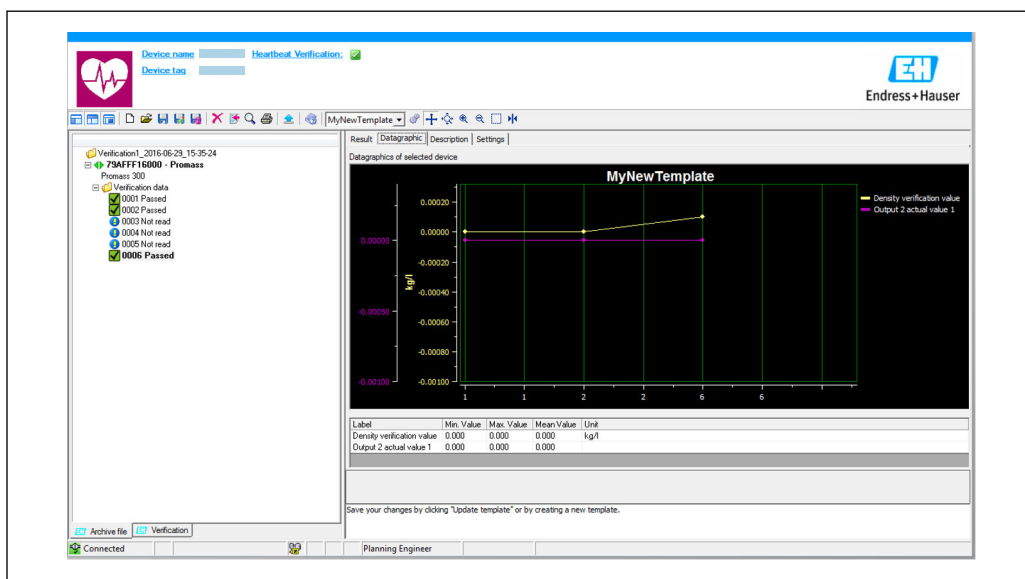 Device name
Heartbeat Verification:
Device tag
Endress+Hauser
MyNewTemplate
Verification1_2016-06-29_15-35-24
79AFFF16000 - Promass
Promass 300
Verification data
0001 Passed
0002 Passed
0003 Not read
0004 Not read
0005 Not read
0006 Passed
Archive file
Verification
Result
Datagraphic
Description
Settings
Datagraphics of selected device
MyNewTemplate
Density verification value
Output 2 actual value 1
0.00020
0.00000
-0.00020
-0.00040
-0.00060
-0.00080
-0.00100
0.00000
-0.00050
-0.00100
kg/l
1 1 2 2 6 6
Label Min. Value Max. Value Mean Value Unit
Density verification value 0.000 0.000 0.000 kg/l
Output 2 actual value 1 0.000 0.000 0.000
Save your changes by clicking "Update template" or by creating a new template.
Connected
Planning Engineer